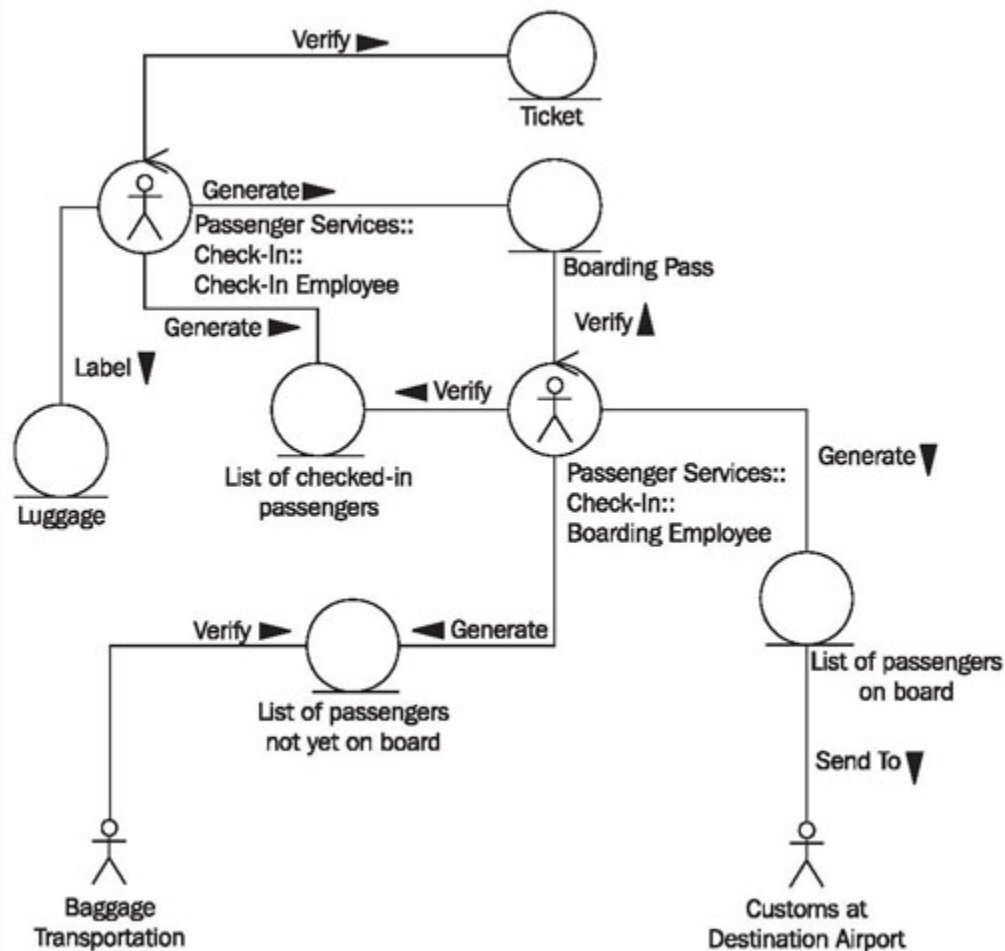 Verify
Ticket
Generate
Passenger Services::
Check-In::
Check-In Employee
Boarding Pass
Generate
Verify
Label
Verify
List of checked-in
passengers
Luggage
Passenger Services::
Check-In::
Boarding Employee
Generate
Verify
Generate
List of passengers
not yet on board
List of passengers
on board
Send To
Baggage
Transportation
Customs at
Destination Airport